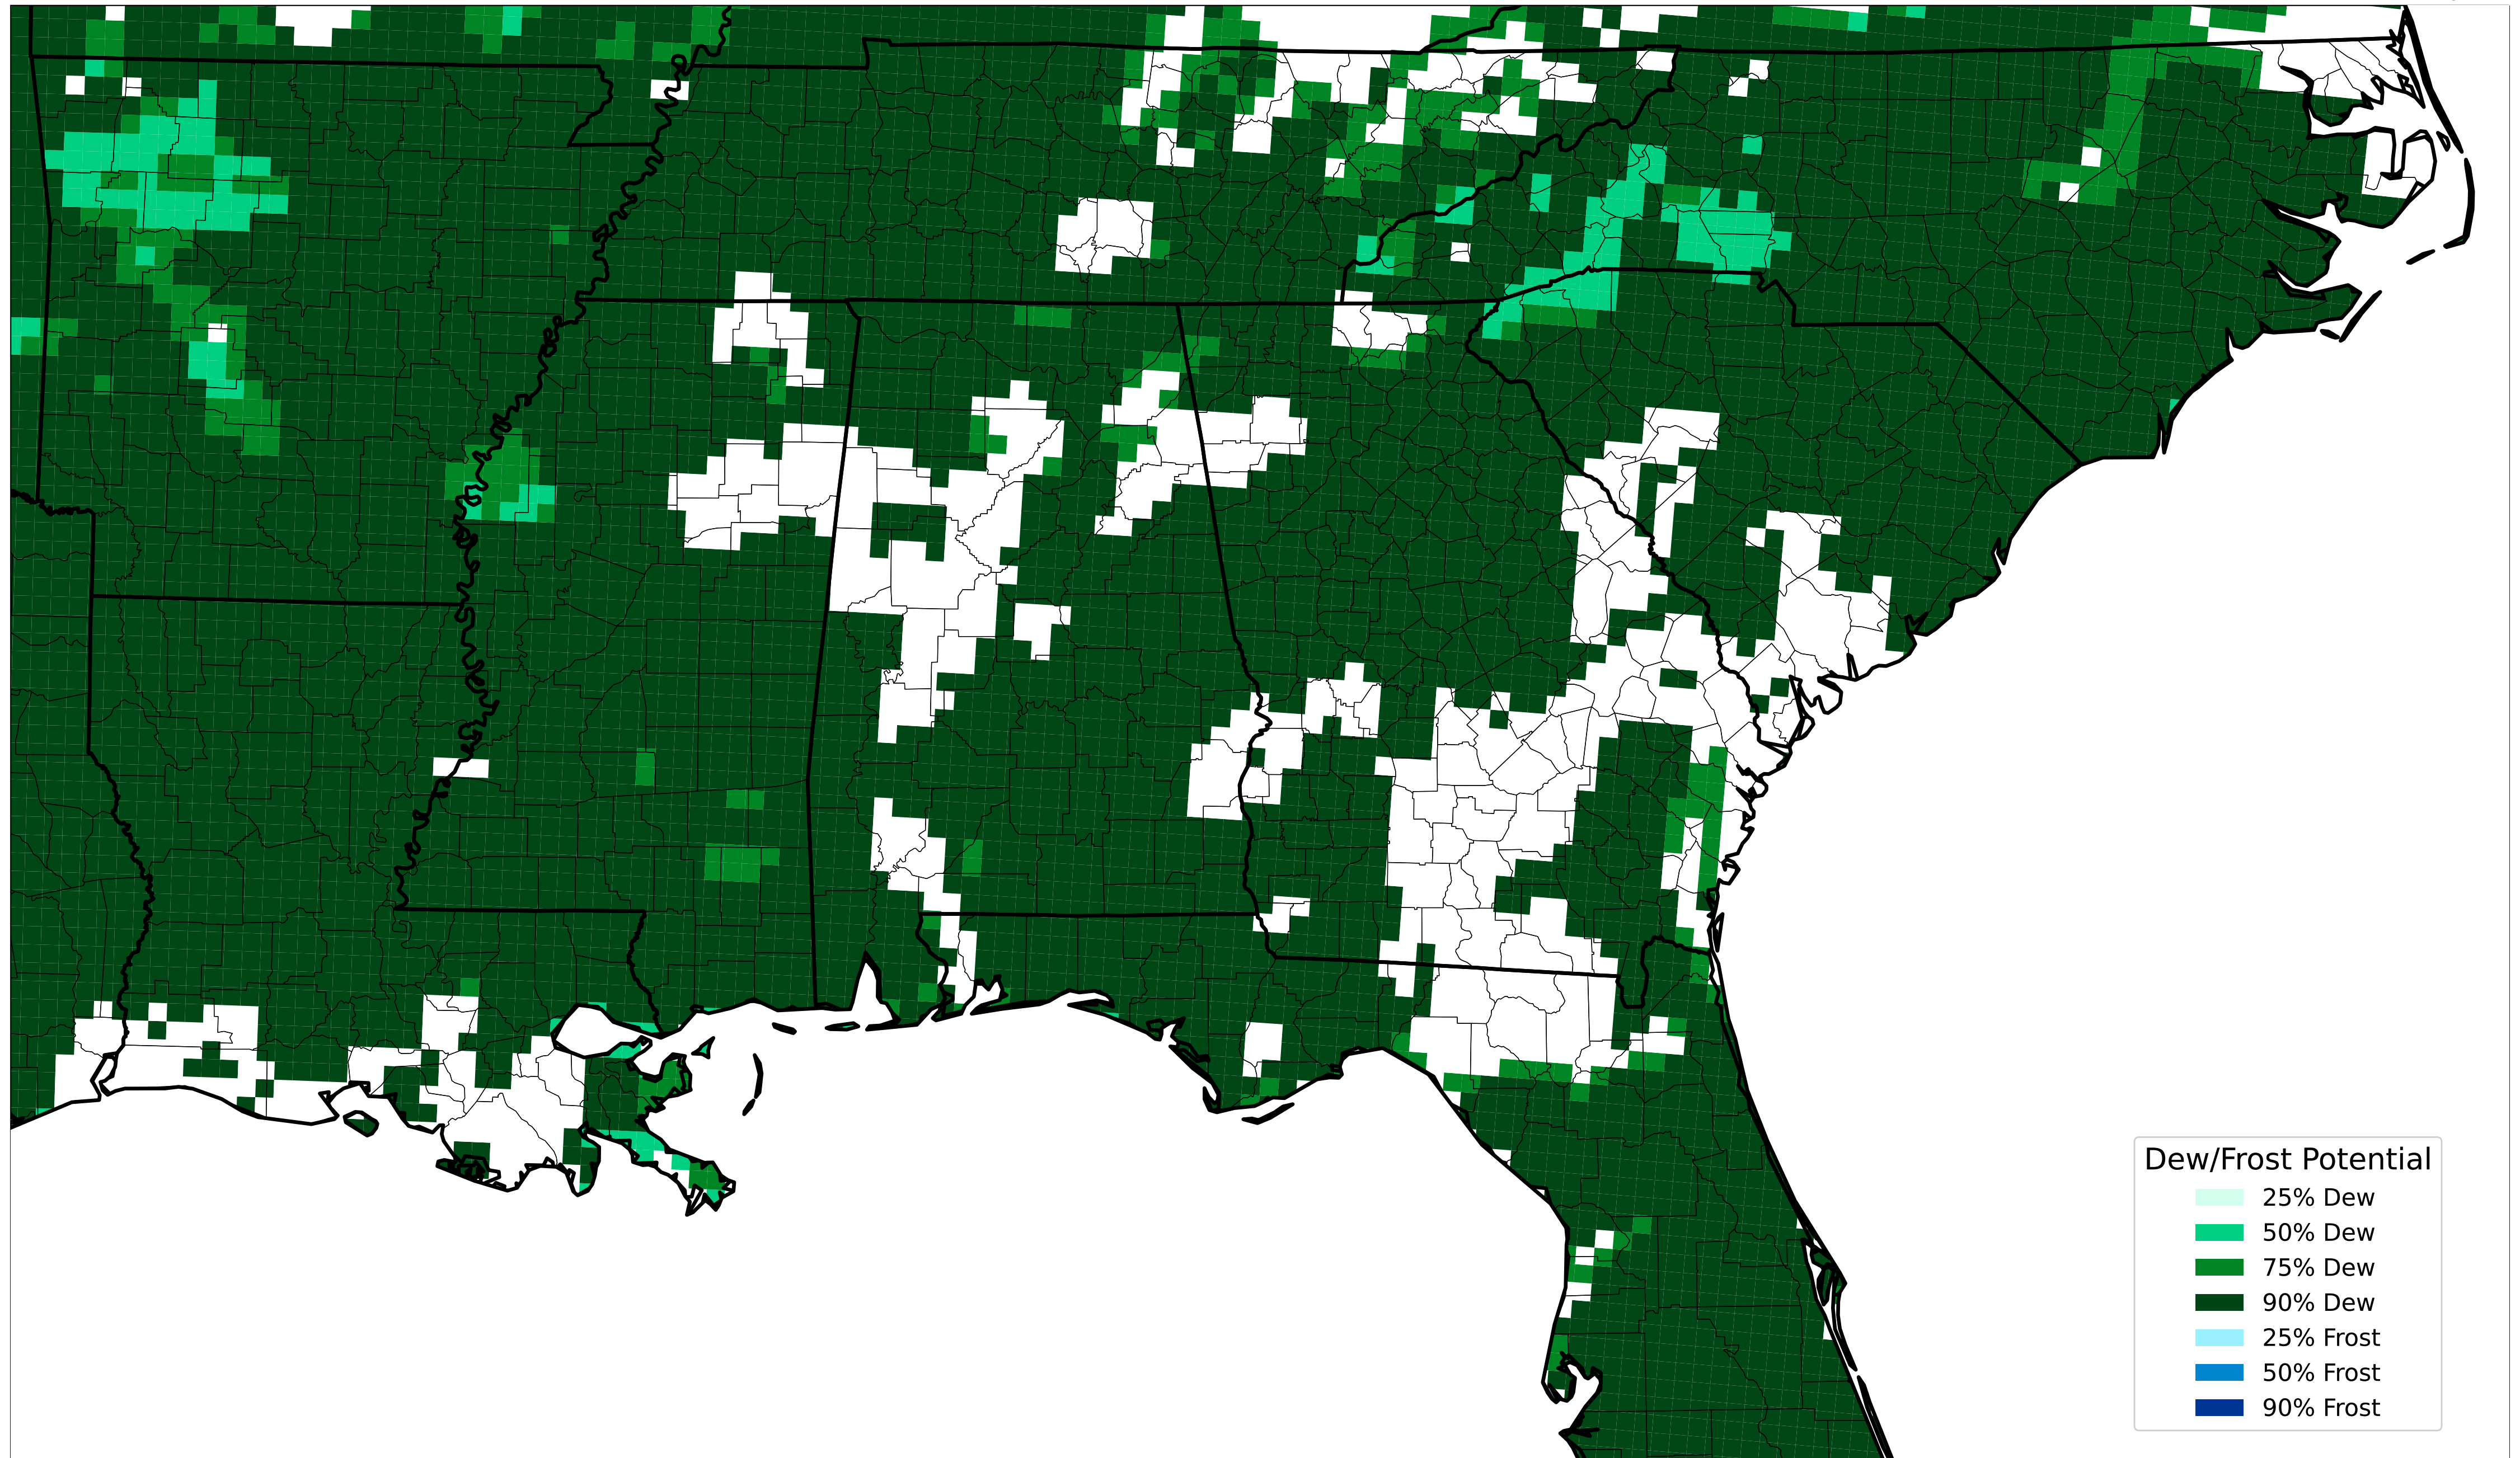 Dew/Frost Potential
25% Dew
50% Dew
75% Dew
90% Dew
25% Frost
50% Frost
90% Frost